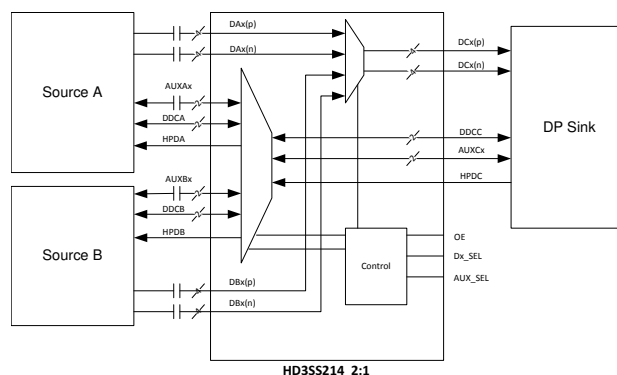 DAx(p)
DAx(n)
Source A
AUXAx
DDCA
HPDA
AUXBx
DDCB
HPDB
Source B
DBx(p)
DBx(n)
DCx(p)
DCx(n)
DDCC
AUXCx
HPDC
DP Sink
Control
OE
Dx_SEL
AUX_SEL
HD3SS214 2:1